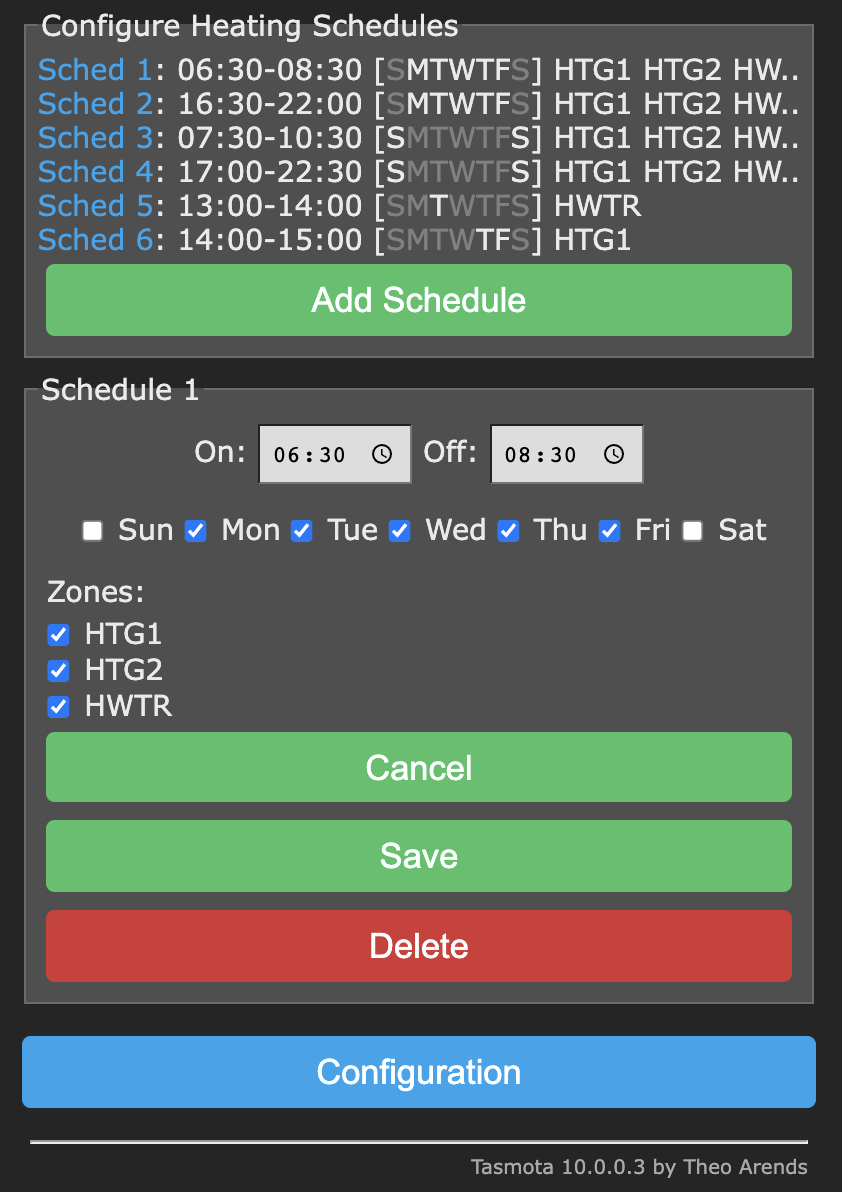 Configure Heating Schedules
Sched 1: 06:30-08:30 [SMTWTFS] HTG1 HTG2 HW..
Sched 2: 16:30-22:00 [SMTWTFS] HTG1 HTG2 HW..
Sched 3: 07:30-10:30 [SMTWTFS] HTG1 HTG2 HW..
Sched 4: 17:00-22:30 [SMTWTFS] HTG1 HTG2 HW..
Sched 5: 13:00-14:00 [SMTWTFS] HWTR
Sched 6: 14:00-15:00 [SMTWTFS] HTG1
Add Schedule
Schedule 1
On: 06:30 Off: 08:30
Sun Mon Tue Wed Thu Fri Sat
Zones:
HTG1
HTG2
HWTR
Cancel
Save
Delete
Configuration
Tasmota 10.0.0.3 by Theo Arends